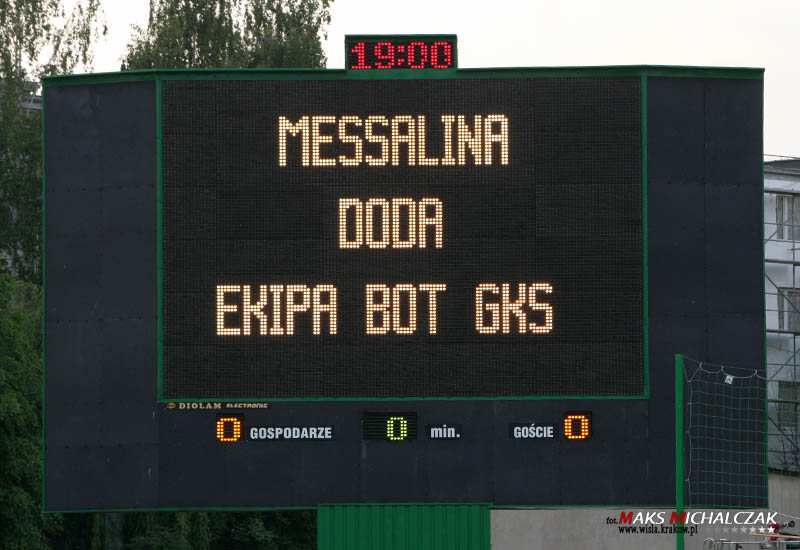 19:00
MESSALINA
DODA
EKIPA BOT GKS
DIOLAM ELECTRONIC
0 GOSPODARZE 0 min. GOŚCIE 0
fot. MAKS MICHALCZAK
www.wisla.krakow.pl